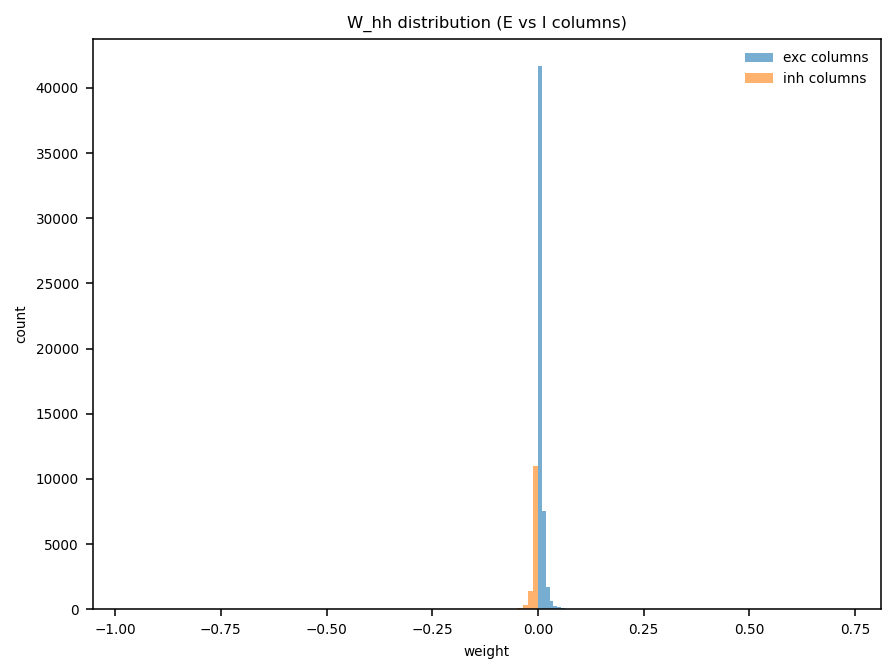 W_hh distribution (E vs I columns)
exc columns
inh columns
count
40000
35000
30000
25000
20000
15000
10000
5000
0
−1.00 −0.75 −0.50 −0.25 0.00 0.25 0.50 0.75
weight